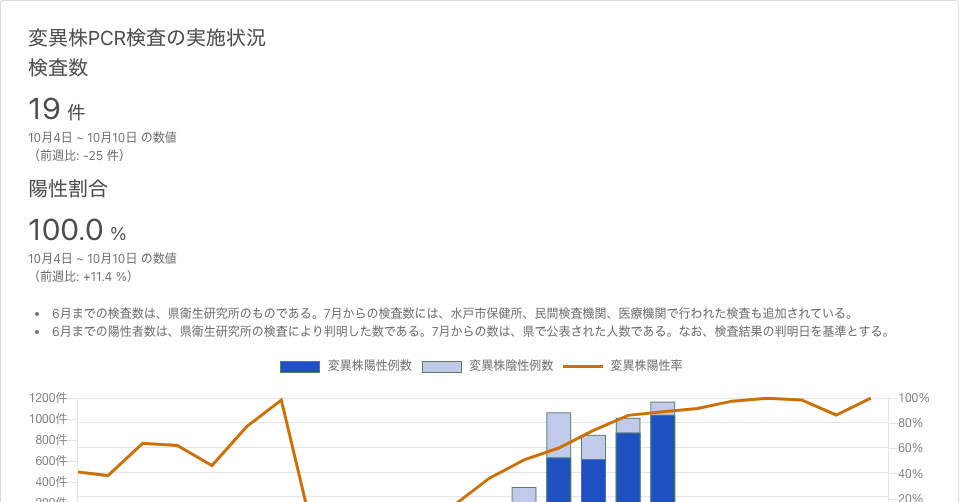 変異株PCR検査の実施状況
検査数
19 件
10月4日 ~ 10月10日 の数値
（前週比: -25 件）
陽性割合
100.0 %
10月4日 ~ 10月10日 の数値
（前週比: +11.4 %）
• 6月までの検査数は、県衛生研究所のものである。7月からの検査数には、水戸市保健所、民間検査機関、医療機関で行われた検査も追加されている。
• 6月までの陽性者数は、県衛生研究所の検査により判明した数である。7月からの数は、県で公表された人数である。なお、検査結果の判明日を基準とする。
変異株陽性例数 変異株陰性例数 変異株陽性率
1200件 100%
1000件 80%
800件
600件 60%
400件 40%
200件 20%